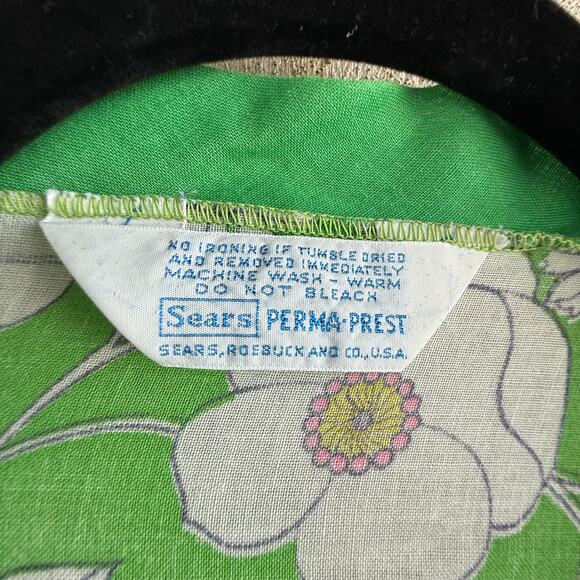 NO IRONING IF TUMBLE DRIED
AND REMOVED IMMEDIATELY
MACHINE WASH - WARM
DO NOT BLEACH
Sears PERMA-PREST
SEARS, ROEBUCK AND CO., U.S.A.